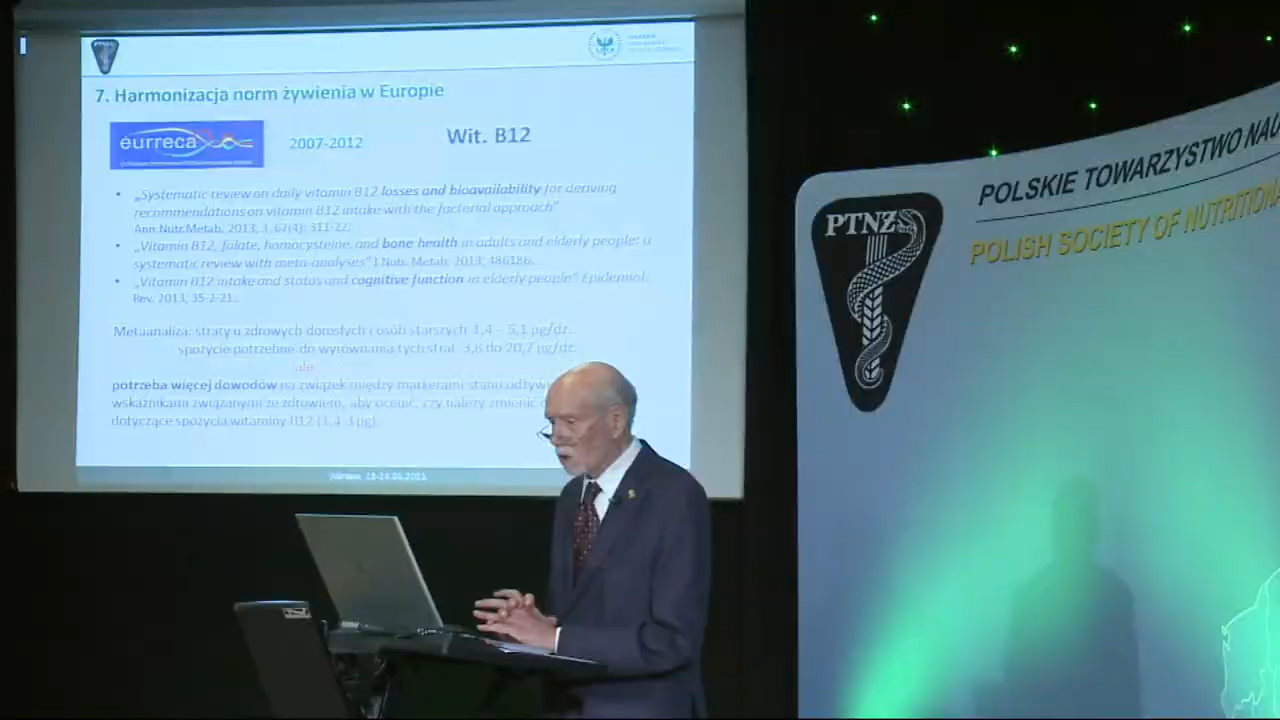 7. Harmonizacja norm żywienia w Europie
eurreca
2007-2012
Wit. B12
• „Systematic review on daily vitamin B12 losses and bioavailability for deriving
recommendations on vitamin B12 intake with the factorial approach"
Ann Nutr.Metab. 2013, 3, 62(4): 311-22.
• „Vitamin B12, folate, homocysteine, and bone health in adults and elderly people: a
systematic review with meta-analyses" J Nutr. Metab. 2013, 486186.
• „Vitamin B12 intake and status and cognitive function in elderly people" Epidemiol.
Rev. 2013, 35:2-21.
Metaanaliza: straty u zdrowych dorosłych i osób starszych 1,4 – 5,1 µg/dz.
spożycie potrzebne do wyrównania tych strat 3,8 do 20,7 µg/dz.
ale
potrzeba więcej dowodów na związek między markerami stanu odżyw
wskaźnikami związanymi ze zdrowiem, aby ocenić, czy należy zmienić
dotyczące spożycia witaminy B12 (1,4-3 µg).
POLSKIE TOWARZYSTWO NAU
POLISH SOCIETY OF NUTRITIONA
PTNŻ